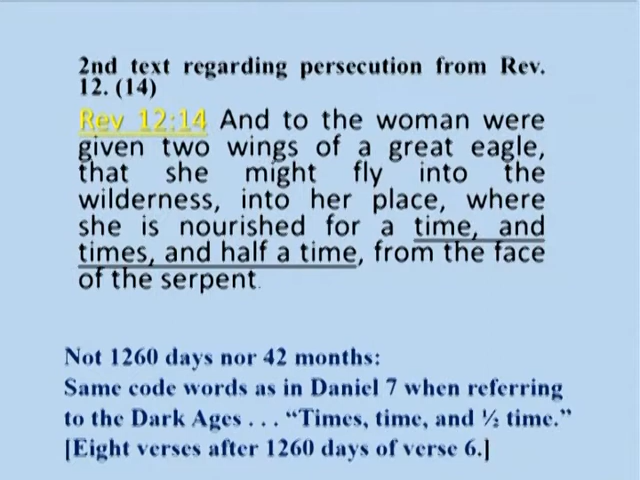 2nd text regarding persecution from Rev.
12. (14)
Rev 12:14 And to the woman were
given two wings of a great eagle,
that she might fly into the
wilderness, into her place, where
she is nourished for a time, and
times, and half a time, from the face
of the serpent.
Not 1260 days nor 42 months:
Same code words as in Daniel 7 when referring
to the Dark Ages . . . “Times, time, and ½ time.”
[Eight verses after 1260 days of verse 6.]